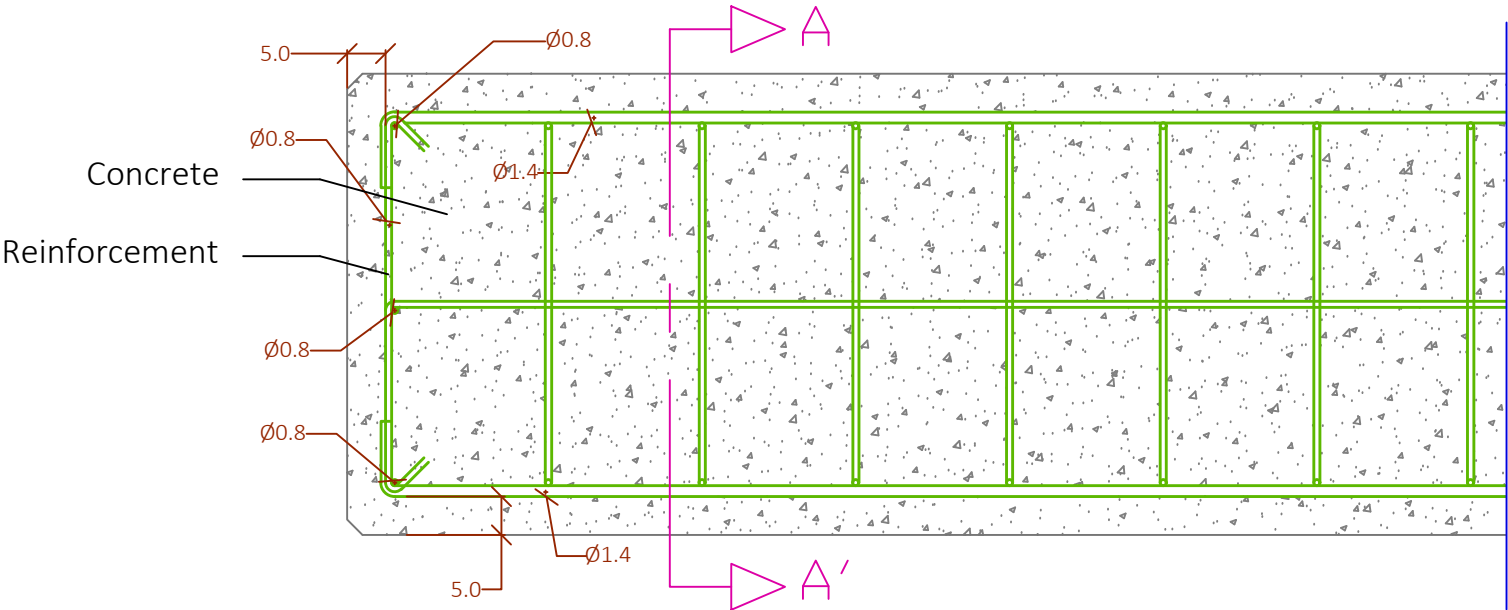 A
5.0
Ø0.8
Ø0.8
Ø1.4
Concrete
Reinforcement
Ø0.8
Ø0.8
Ø1.4
5.0
A′